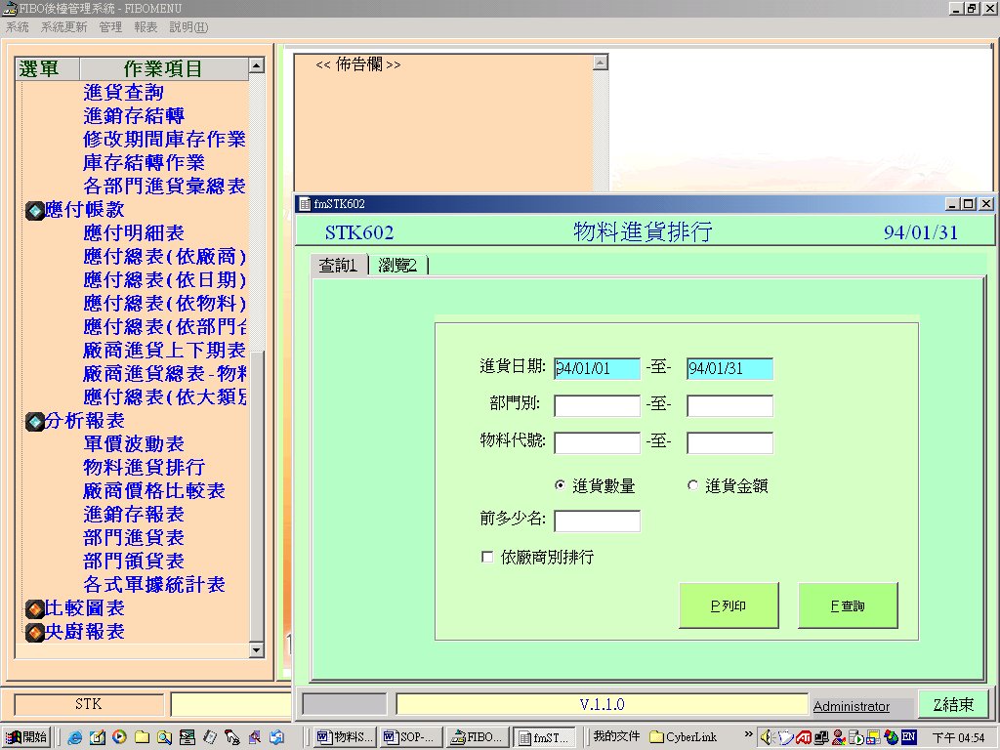 FIBO後檯管理系統 - FIBOMENU
系統 系統更新 管理 報表 說明(H)
選單 作業項目
進貨查詢
進銷存結轉
修改期間庫存作業
庫存結轉作業
各部門進貨彙總表
應付帳款
應付明細表
應付總表(依廠商)
應付總表(依日期)
應付總表(依物料)
應付總表(依部門合
廠商進貨上下期表
廠商進貨總表-物料
應付總表(依大類別
分析報表
單價波動表
物料進貨排行
廠商價格比較表
進銷存報表
部門進貨表
部門領貨表
各式單據統計表
比較圖表
央廚報表
STK
<< 佈告欄 >>
fmSTK602
STK602 物料進貨排行 94/01/31
查詢1 瀏覽2
進貨日期: 94/01/01 -至- 94/01/31
部門別: -至-
物料代號: -至-
進貨數量 進貨金額
前多少名:
依廠商別排行
P.列印 F.查詢
V.1.1.0 Administrator Z結束
開始 物料S... SOP-... FIBO... fmST... 我的文件 CyberLink » EN 下午 04:54